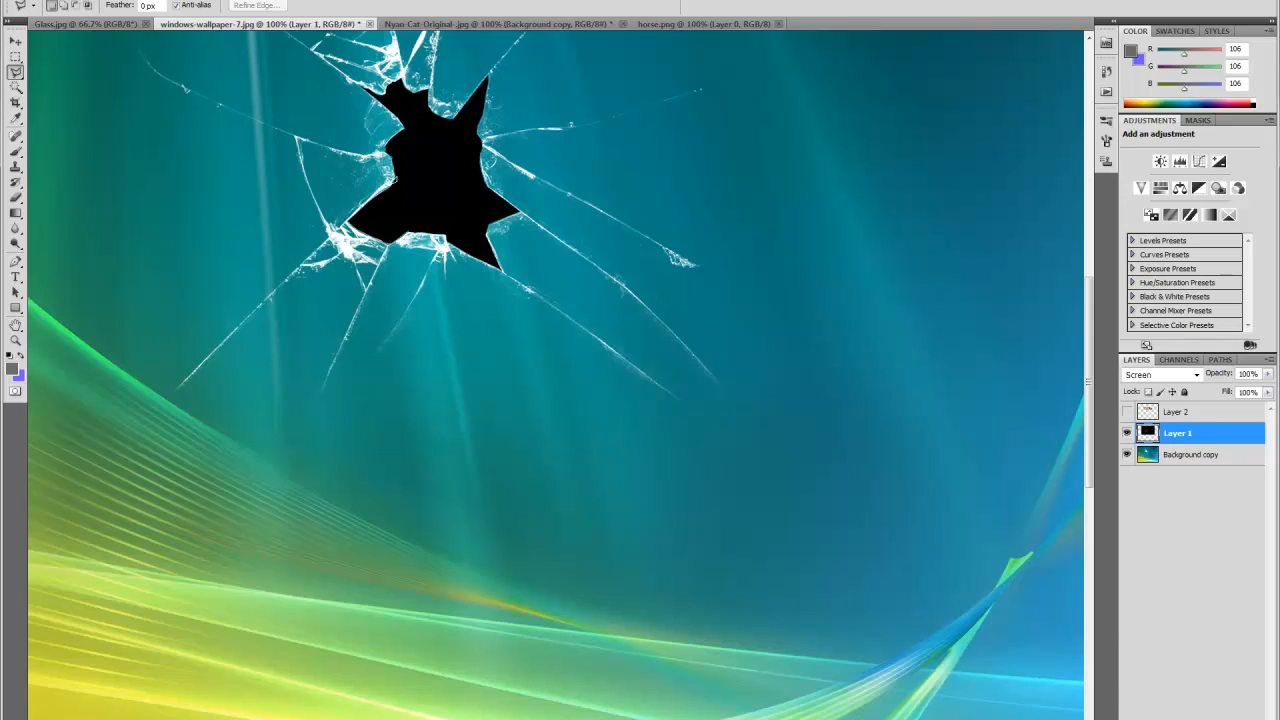 Feather: 0 px Anti-alias Refine Edge...
Glass.jpg @ 66.7% (RGB/8*)
windows-wallpaper-7.jpg @ 100% (Layer 1, RGB/8#) *
Nyan-Cat-Original-.jpg @ 100% (Background copy, RGB/8#) *
horse.png @ 100% (Layer 0, RGB/8)
COLOR SWATCHES STYLES
R 106
G 106
B 106
ADJUSTMENTS MASKS
Add an adjustment
Levels Presets
Curves Presets
Exposure Presets
Hue/Saturation Presets
Black & White Presets
Channel Mixer Presets
Selective Color Presets
LAYERS CHANNELS PATHS
Screen Opacity: 100%
Lock: Fill: 100%
Layer 2
Layer 1
Background copy